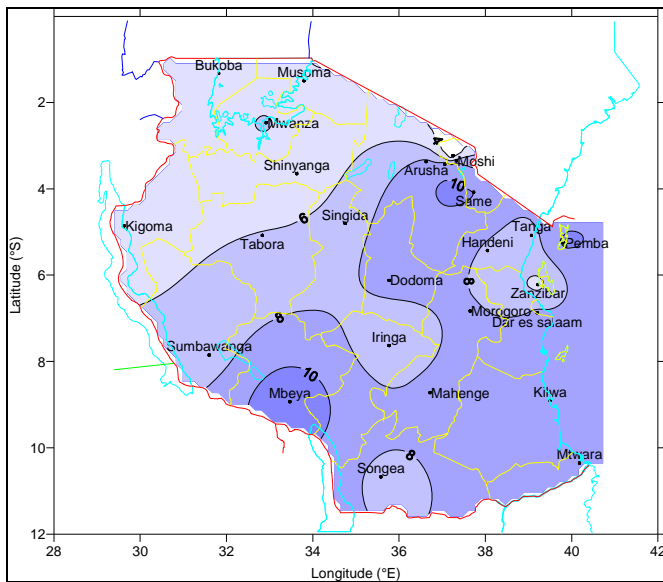 Bukoba
Musoma
2
Mwanza
4
Moshi
Arusha
Shinyanga
10
4
Same
6
Singida
Kigoma
Tabora
Tanga
Handeni
Pemba
6
Dodoma
8
Zanzibar
Morogoro
Dar es salaam
8
Iringa
8
Sumbawanga
10
Mbeya
Mahenge
Kilwa
10
8
Songea
Mtwara
12
28
30
32
34
36
38
40
42
Latitude (°S)
Longitude (°E)